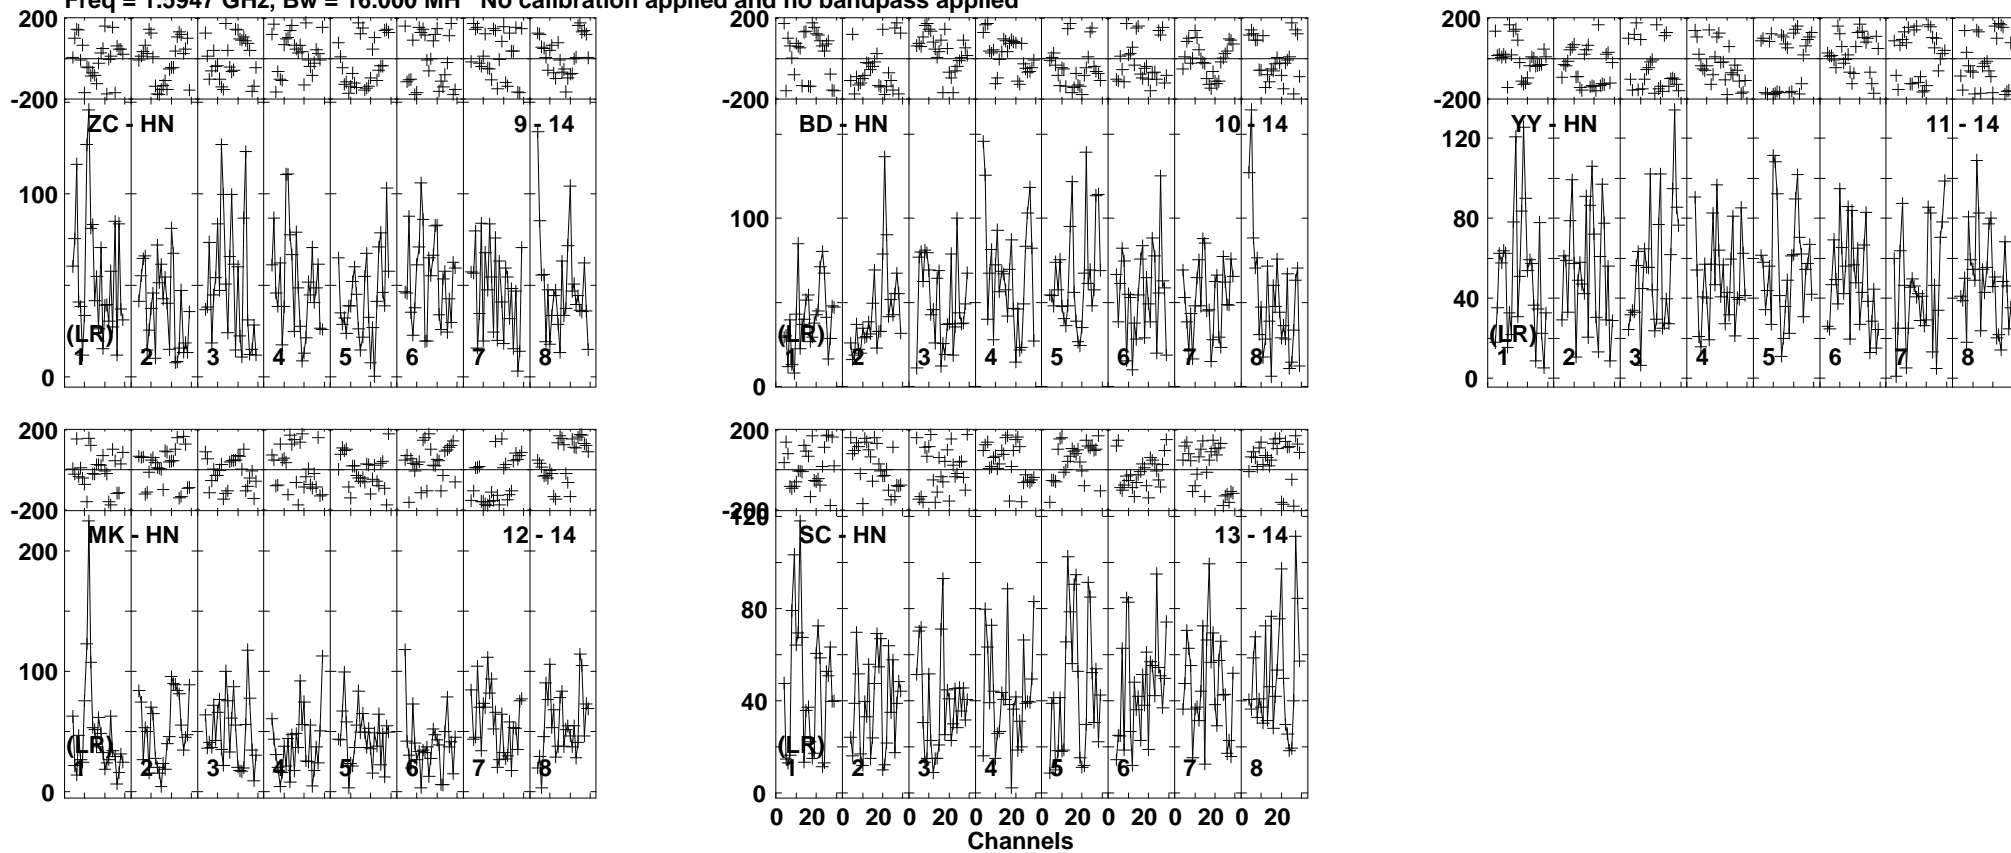 Freq = 1.5947 GHz, Bw = 16.000 MH No calibration applied and no bandpass applied
200 200 200
-200 -200 -200
ZC - HN 9 - 14 BD - HN 10 - 14 YY - HN 11 - 14
120
100 100 80
40
(LR) (LR) (LR)
1 2 3 4 5 6 7 8 1 2 3 4 5 6 7 8 1 2 3 4 5 6 7 8
0 0 0
200 200
-200 -200
120
MK - HN 12 - 14 SC - HN 13 - 14
200
100 80
40
(LR) (LR)
1 2 3 4 5 6 7 8 1 2 3 4 5 6 7 8
0 0
0 20 0 20 0 20 0 20 0 20 0 20 0 20 0 20
Channels